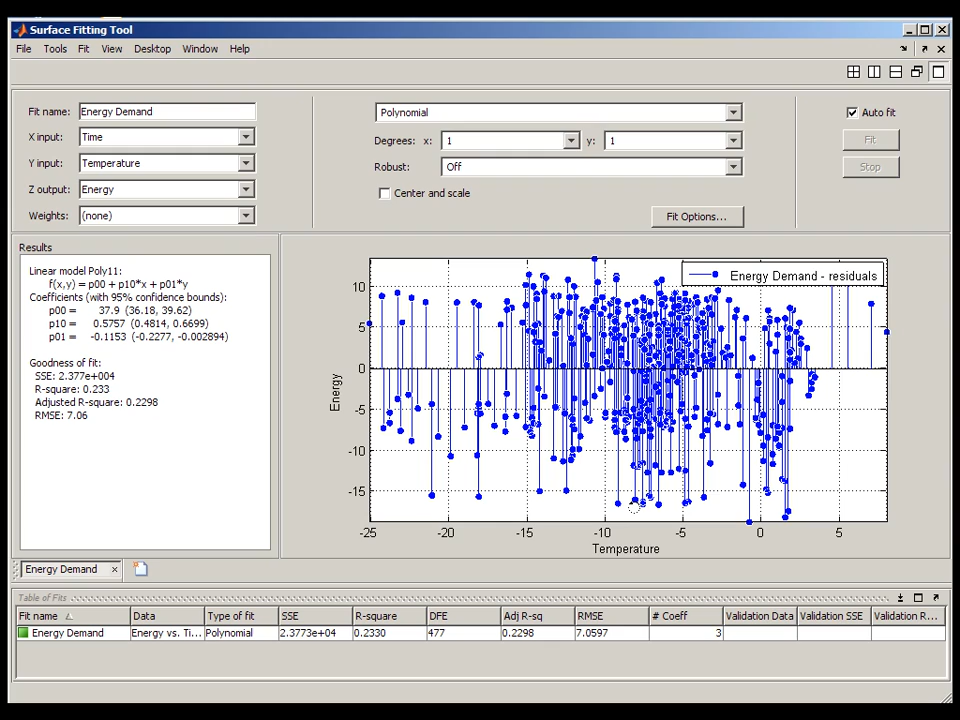 Surface Fitting Tool
File Tools Fit View Desktop Window Help
Fit name: Energy Demand
X input: Time
Y input: Temperature
Z output: Energy
Weights: (none)
Polynomial
Degrees: x: 1 y: 1
Robust: Off
Center and scale
Fit Options...
Auto fit
Fit
Stop
Results
Linear model Poly11:
f(x,y) = p00 + p10*x + p01*y
Coefficients (with 95% confidence bounds):
p00 = 37.9 (36.18, 39.62)
p10 = 0.5757 (0.4814, 0.6699)
p01 = -0.1153 (-0.2277, -0.002894)
Goodness of fit:
SSE: 2.377e+004
R-square: 0.233
Adjusted R-square: 0.2298
RMSE: 7.06
Energy Demand - residuals
10
5
0
-5
-10
-15
Energy
-25 -20 -15 -10 -5 0 5
Temperature
Energy Demand
Table of Fits
Fit name Data Type of fit SSE R-square DFE Adj R-sq RMSE # Coeff Validation Data Validation SSE Validation R...
Energy Demand Energy vs. Ti... Polynomial 2.3773e+04 0.2330 477 0.2298 7.0597 3